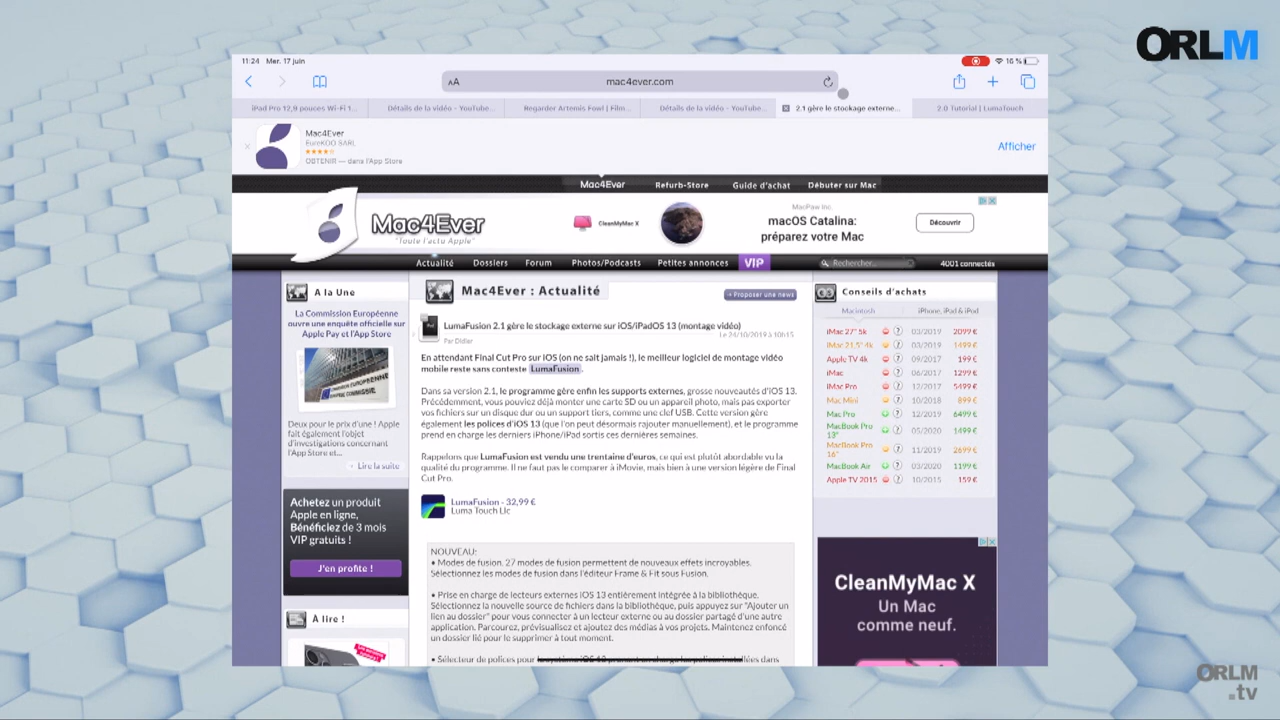 ORLM
11:24 Mer. 17 juin
16 %
AA
mac4ever.com
iPad Pro 12,9 pouces Wi-Fi 1...
Détails de la vidéo - YouTube...
Regarder Artemis Fowl | Film...
Détails de la vidéo - YouTube...
2.1 gère le stockage externe...
2.0 Tutorial | LumaTouch
Mac4Ever
EureKOO SARL
OBTENIR — dans l'App Store
Afficher
Mac4Ever
Refurb-Store
Guide d'achat
Débuter sur Mac
Mac4Ever
"Toute l'actu Apple"
CleanMyMac X
MacPaw Inc.
macOS Catalina:
préparez votre Mac
Découvrir
Actualité
Dossiers
Forum
Photos/Podcasts
Petites annonces
VIP
Rechercher...
4001 connectés
A la Une
La Commission Européenne
ouvre une enquête officielle sur
Apple Pay et l'App Store
Deux pour le prix d'une ! Apple
fait également l'objet
d'investigations concernant
l'App Store et...
Lire la suite
Achetez un produit
Apple en ligne,
Bénéficiez de 3 mois
VIP gratuits !
J'en profite !
À lire !
Mac4Ever : Actualité
+ Proposer une news
LumaFusion 2.1 gère le stockage externe sur iOS/iPadOS 13 (montage vidéo)
Par Didier
Le 24/10/2019 à 10h15
En attendant Final Cut Pro sur iOS (on ne sait jamais !), le meilleur logiciel de montage vidéo
mobile reste sans conteste LumaFusion.
Dans sa version 2.1, le programme gère enfin les supports externes, grosse nouveautés d'iOS 13.
Précédemment, vous pouviez déjà monter une carte SD ou un appareil photo, mais pas exporter
vos fichiers sur un disque dur ou un support tiers, comme une clef USB. Cette version gère
également les polices d'iOS 13 (que l'on peut désormais rajouter manuellement), et le programme
prend en charge les derniers iPhone/iPad sortis ces dernières semaines.
Rappelons que LumaFusion est vendu une trentaine d'euros, ce qui est plutôt abordable vu la
qualité du programme. Il ne faut pas le comparer à iMovie, mais bien à une version légère de Final
Cut Pro.
LumaFusion - 32,99 €
Luma Touch Llc
NOUVEAU:
• Modes de fusion. 27 modes de fusion permettent de nouveaux effets incroyables.
Sélectionnez les modes de fusion dans l'éditeur Frame & Fit sous Fusion.
• Prise en charge de lecteurs externes iOS 13 entièrement intégrée à la bibliothèque.
Sélectionnez la nouvelle source de fichiers dans la bibliothèque, puis appuyez sur "Ajouter un
lien au dossier" pour vous connecter à un lecteur externe ou au dossier partagé d'une autre
application. Parcourez, prévisualisez et ajoutez des médias à vos projets. Maintenez enfoncé
un dossier lié pour le supprimer à tout moment.
• Sélecteur de polices pour le système iOS 13 prenant en charge les polices installées dans
Conseils d'achats
Macintosh
iPhone, iPad & iPod
iMac 27" 5k ? 03/2019 2099 €
iMac 21,5" 4k ? 03/2019 1499 €
Apple TV 4k ? 09/2017 199 €
iMac ? 06/2017 1299 €
iMac Pro ? 12/2017 5499 €
Mac Mini ? 10/2018 899 €
Mac Pro ? 12/2019 6499 €
MacBook Pro 13" ? 05/2020 1499 €
MacBook Pro 16" ? 11/2019 2699 €
MacBook Air ? 03/2020 1199 €
Apple TV 2015 ? 10/2015 159 €
CleanMyMac X
Un Mac
comme neuf.
ORLM
.tv